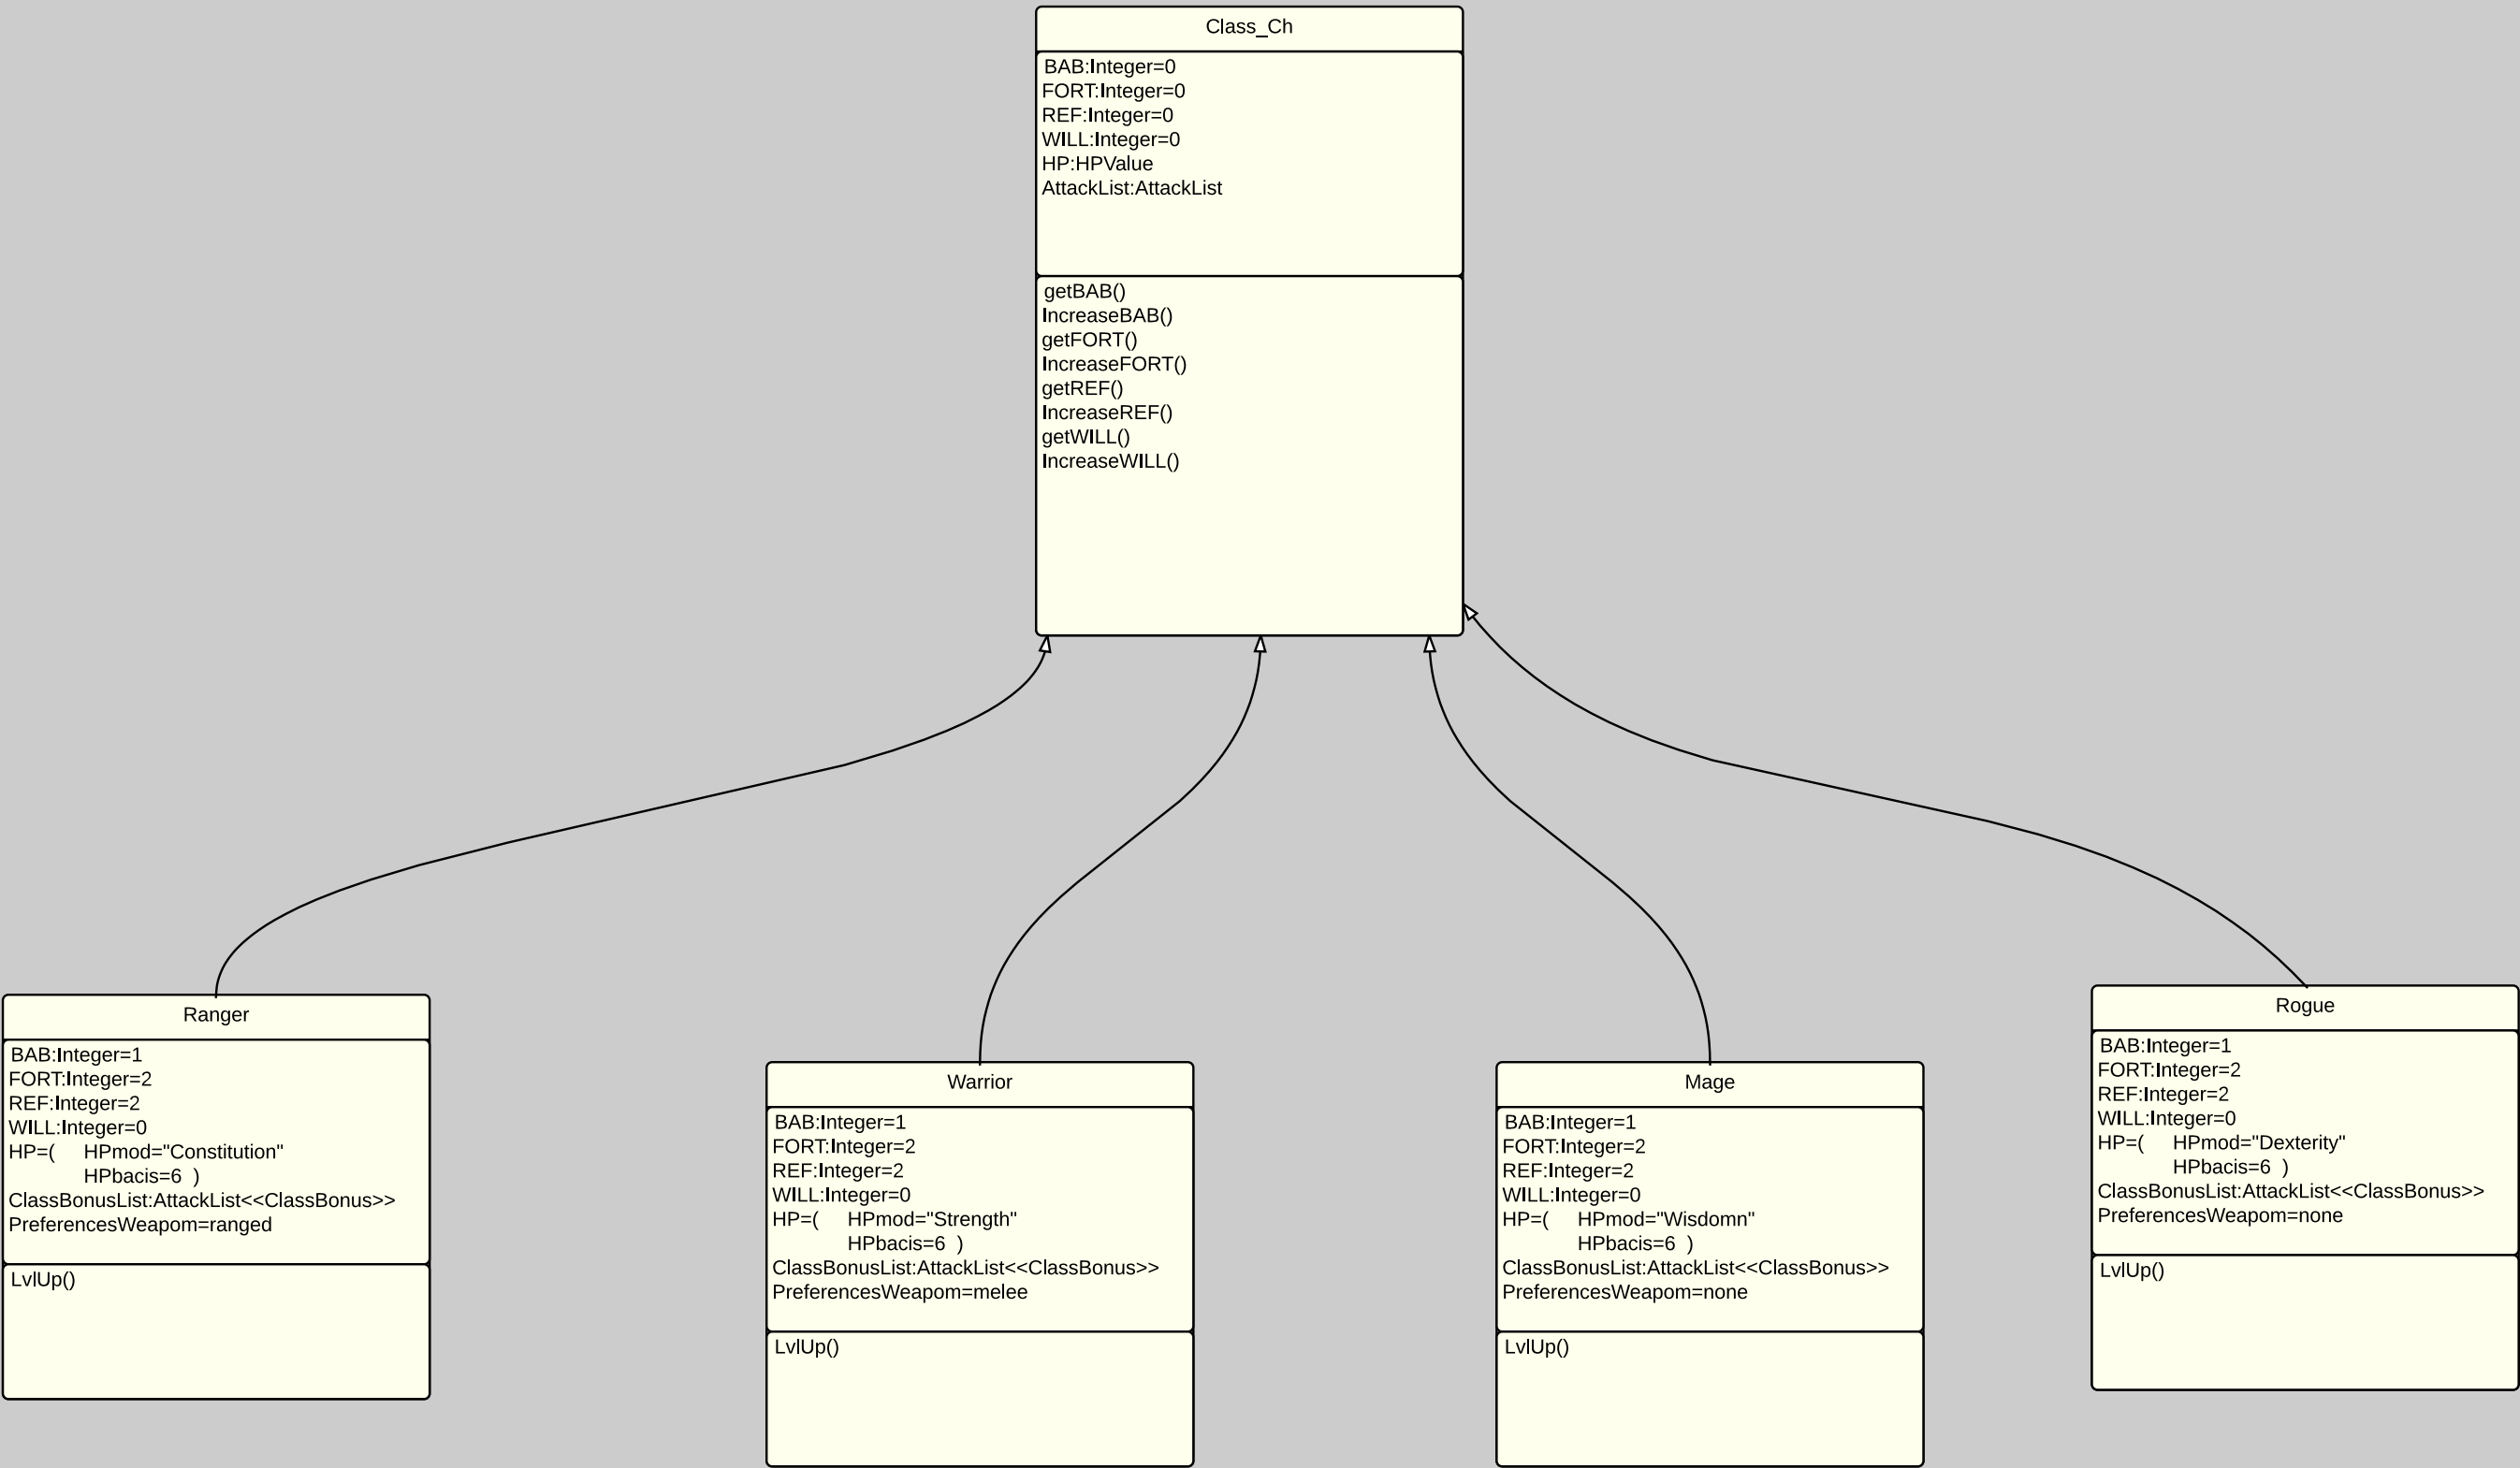 Class_Ch
BAB:Integer=0
FORT:Integer=0
REF:Integer=0
WILL:Integer=0
HP:HPValue
AttackList:AttackList
getBAB()
IncreaseBAB()
getFORT()
IncreaseFORT()
getREF()
IncreaseREF()
getWILL()
IncreaseWILL()
Ranger
BAB:Integer=1
FORT:Integer=2
REF:Integer=2
WILL:Integer=0
HP=( HPmod="Constitution"
HPbacis=6 )
ClassBonusList:AttackList<<ClassBonus>>
PreferencesWeapom=ranged
LvlUp()
Warrior
BAB:Integer=1
FORT:Integer=2
REF:Integer=2
WILL:Integer=0
HP=( HPmod="Strength"
HPbacis=6 )
ClassBonusList:AttackList<<ClassBonus>>
PreferencesWeapom=melee
LvlUp()
Mage
BAB:Integer=1
FORT:Integer=2
REF:Integer=2
WILL:Integer=0
HP=( HPmod="Wisdomn"
HPbacis=6 )
ClassBonusList:AttackList<<ClassBonus>>
PreferencesWeapom=none
LvlUp()
Rogue
BAB:Integer=1
FORT:Integer=2
REF:Integer=2
WILL:Integer=0
HP=( HPmod="Dexterity"
HPbacis=6 )
ClassBonusList:AttackList<<ClassBonus>>
PreferencesWeapom=none
LvlUp()